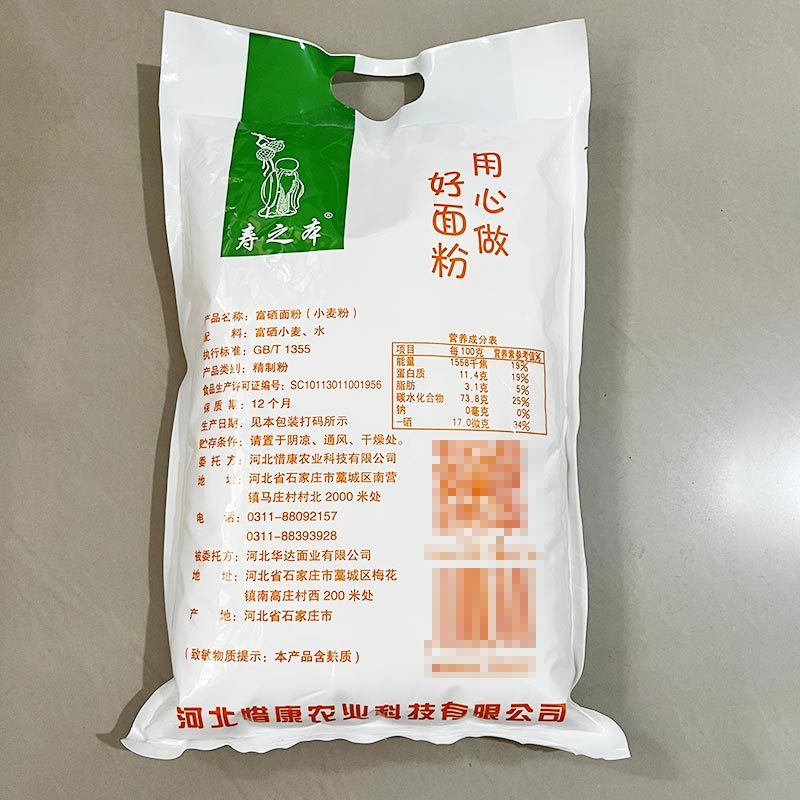 寿之本®
用心做
好面粉
产品名称：富硒面粉（小麦粉）
配 料：富硒小麦、水
执行标准：GB/T 1355
产品类别：精制粉
食品生产许可证编号：SC10113011001956
保 质 期：12个月
生产日期：见本包装打码所示
贮存条件：请置于阴凉、通风、干燥处。
委 托 方：河北惜康农业科技有限公司
地 址：河北省石家庄市藁城区南营
镇马庄村村北 2000 米处
电 话：0311-88092157
0311-88393928
被委托方：河北华达面业有限公司
地 址：河北省石家庄市藁城区梅花
镇南高庄村西 200 米处
产 地：河北省石家庄市
（致敏物质提示：本产品含麸质）
营养成分表
项目 每 100克 营养素参考值%
能量 1558千焦 19%
蛋白质 11.4克 19%
脂肪 3.1克 5%
碳水化合物 73.8克 25%
钠 0毫克 0%
-硒 17.0微克 34%
河北惜康农业科技有限公司